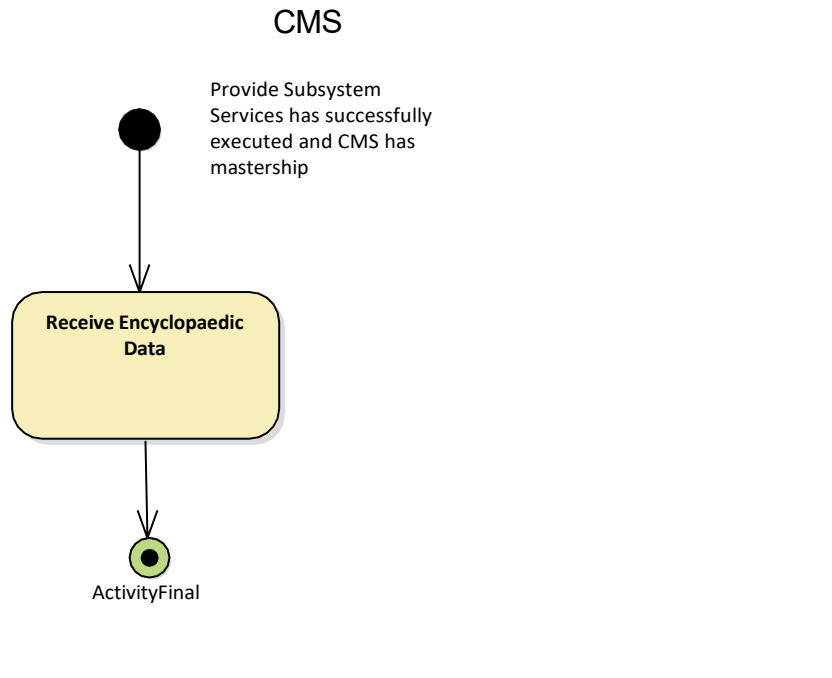 CMS
Provide Subsystem
Services has successfully
executed and CMS has
mastership
Receive Encyclopaedic
Data
ActivityFinal